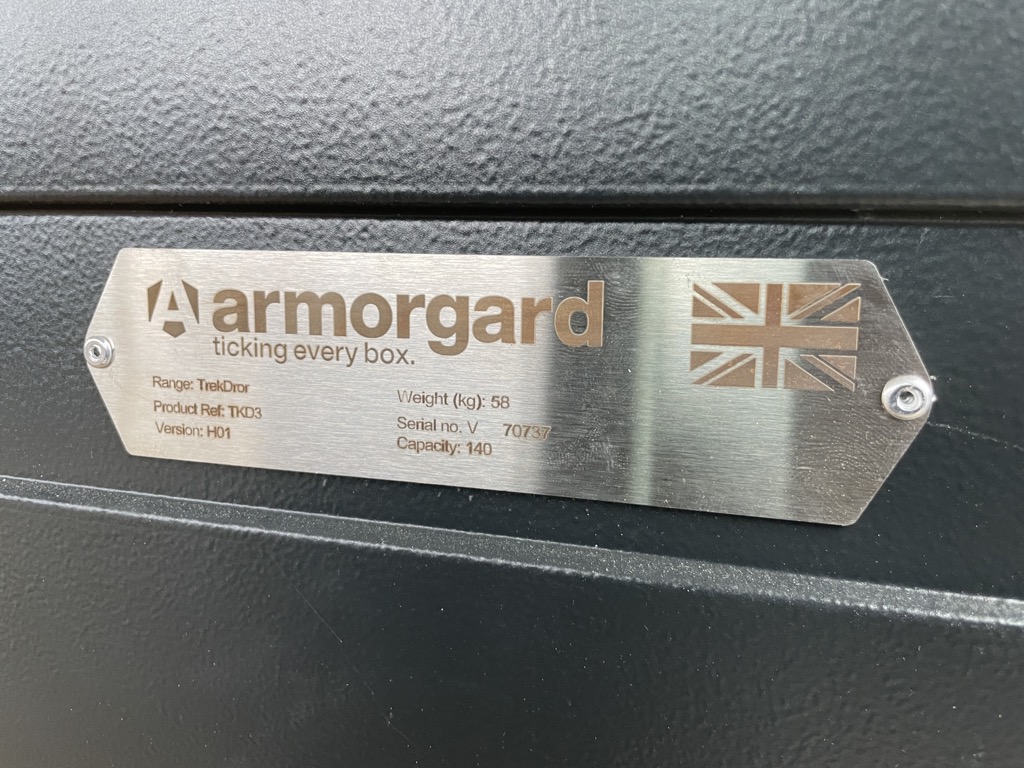 armorgard
ticking every box.
Range: TrekDror
Product Ref: TKD3
Version: H01
Weight (kg): 58
Serial no. V 70737
Capacity: 140